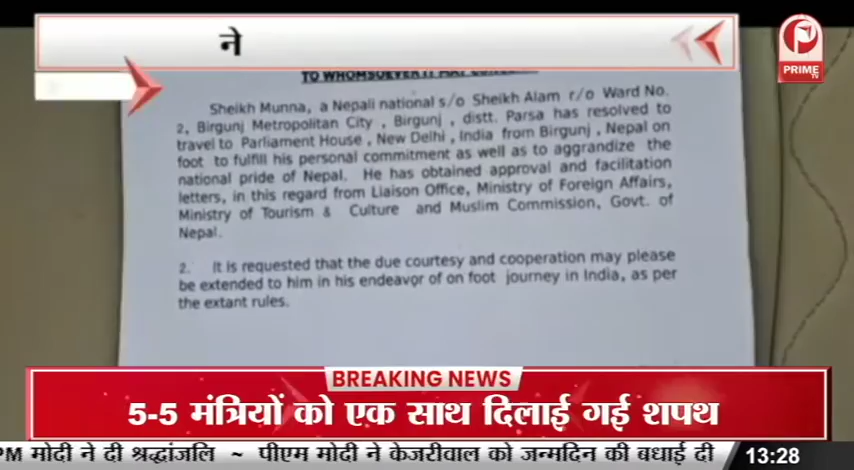 ने
PRIME
TV
TO WHOMSOEVER IT MAY CONCERN
Sheikh Munna, a Nepali national s/o Sheikh Alam r/o Ward No.
2, Birgunj Metropolitan City , Birgunj , distt. Parsa has resolved to
travel to Parliament House , New Delhi , India from Birgunj , Nepal on
foot to fulfill his personal commitment as well as to aggrandize the
national pride of Nepal. He has obtained approval and facilitation
letters, in this regard from Liaison Office, Ministry of Foreign Affairs,
Ministry of Tourism & Culture and Muslim Commission, Govt. of
Nepal.
2. It is requested that the due courtesy and cooperation may please
be extended to him in his endeavor of on foot journey in India, as per
the extant rules.
BREAKING NEWS
5-5 मंत्रियों को एक साथ दिलाई गई शपथ
PM मोदी ने दी श्रद्धांजलि ~ पीएम मोदी ने केजरीवाल को जन्मदिन की बधाई दी
13:28